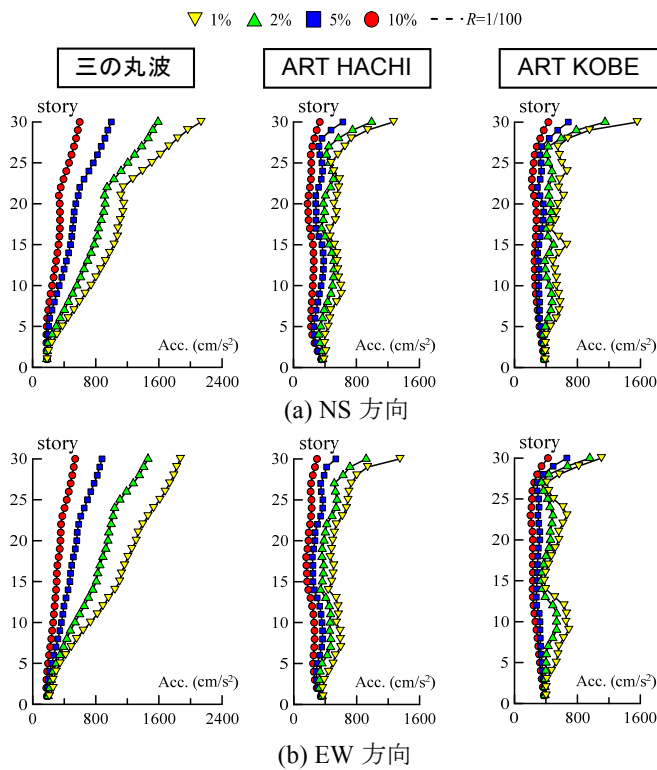 1% 2% 5% 10% R=1/100
三の丸波 ART HACHI ART KOBE
story story story
30 30 30
25 25 25
20 20 20
15 15 15
10 10 10
5 5 5
Acc. (cm/s²) Acc. (cm/s²) Acc. (cm/s²)
0 0 0
0 800 1600 2400 0 800 1600 0 800 1600
(a) NS 方向
story story story
30 30 30
25 25 25
20 20 20
15 15 15
10 10 10
5 5 5
Acc. (cm/s²) Acc. (cm/s²) Acc. (cm/s²)
0 0 0
0 800 1600 2400 0 800 1600 0 800 1600
(b) EW 方向